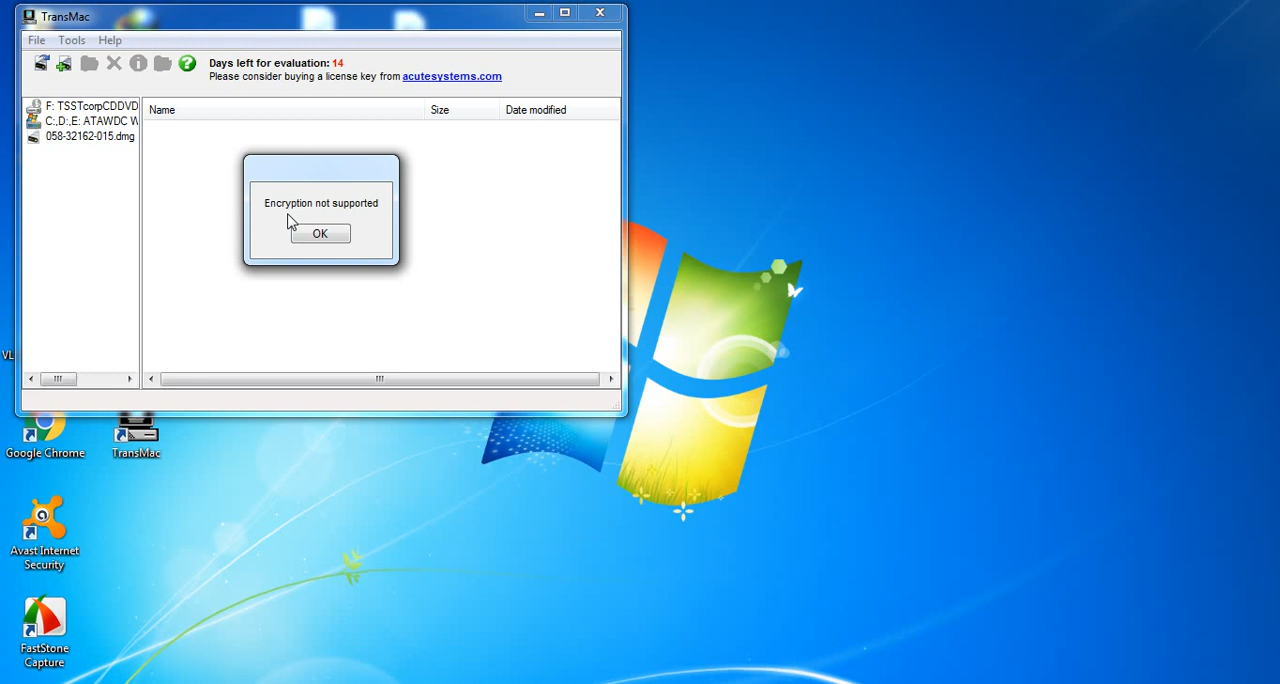 TransMac
File Tools Help
Days left for evaluation: 14
Please consider buying a license key from acutesystems.com
F: TSSTcorpCDDVD
C:,D:,E: ATAWDC W
058-32162-015.dmg
Name Size Date modified
Encryption not supported
OK
VL
Google Chrome
TransMac
Avast Internet
Security
FastStone
Capture